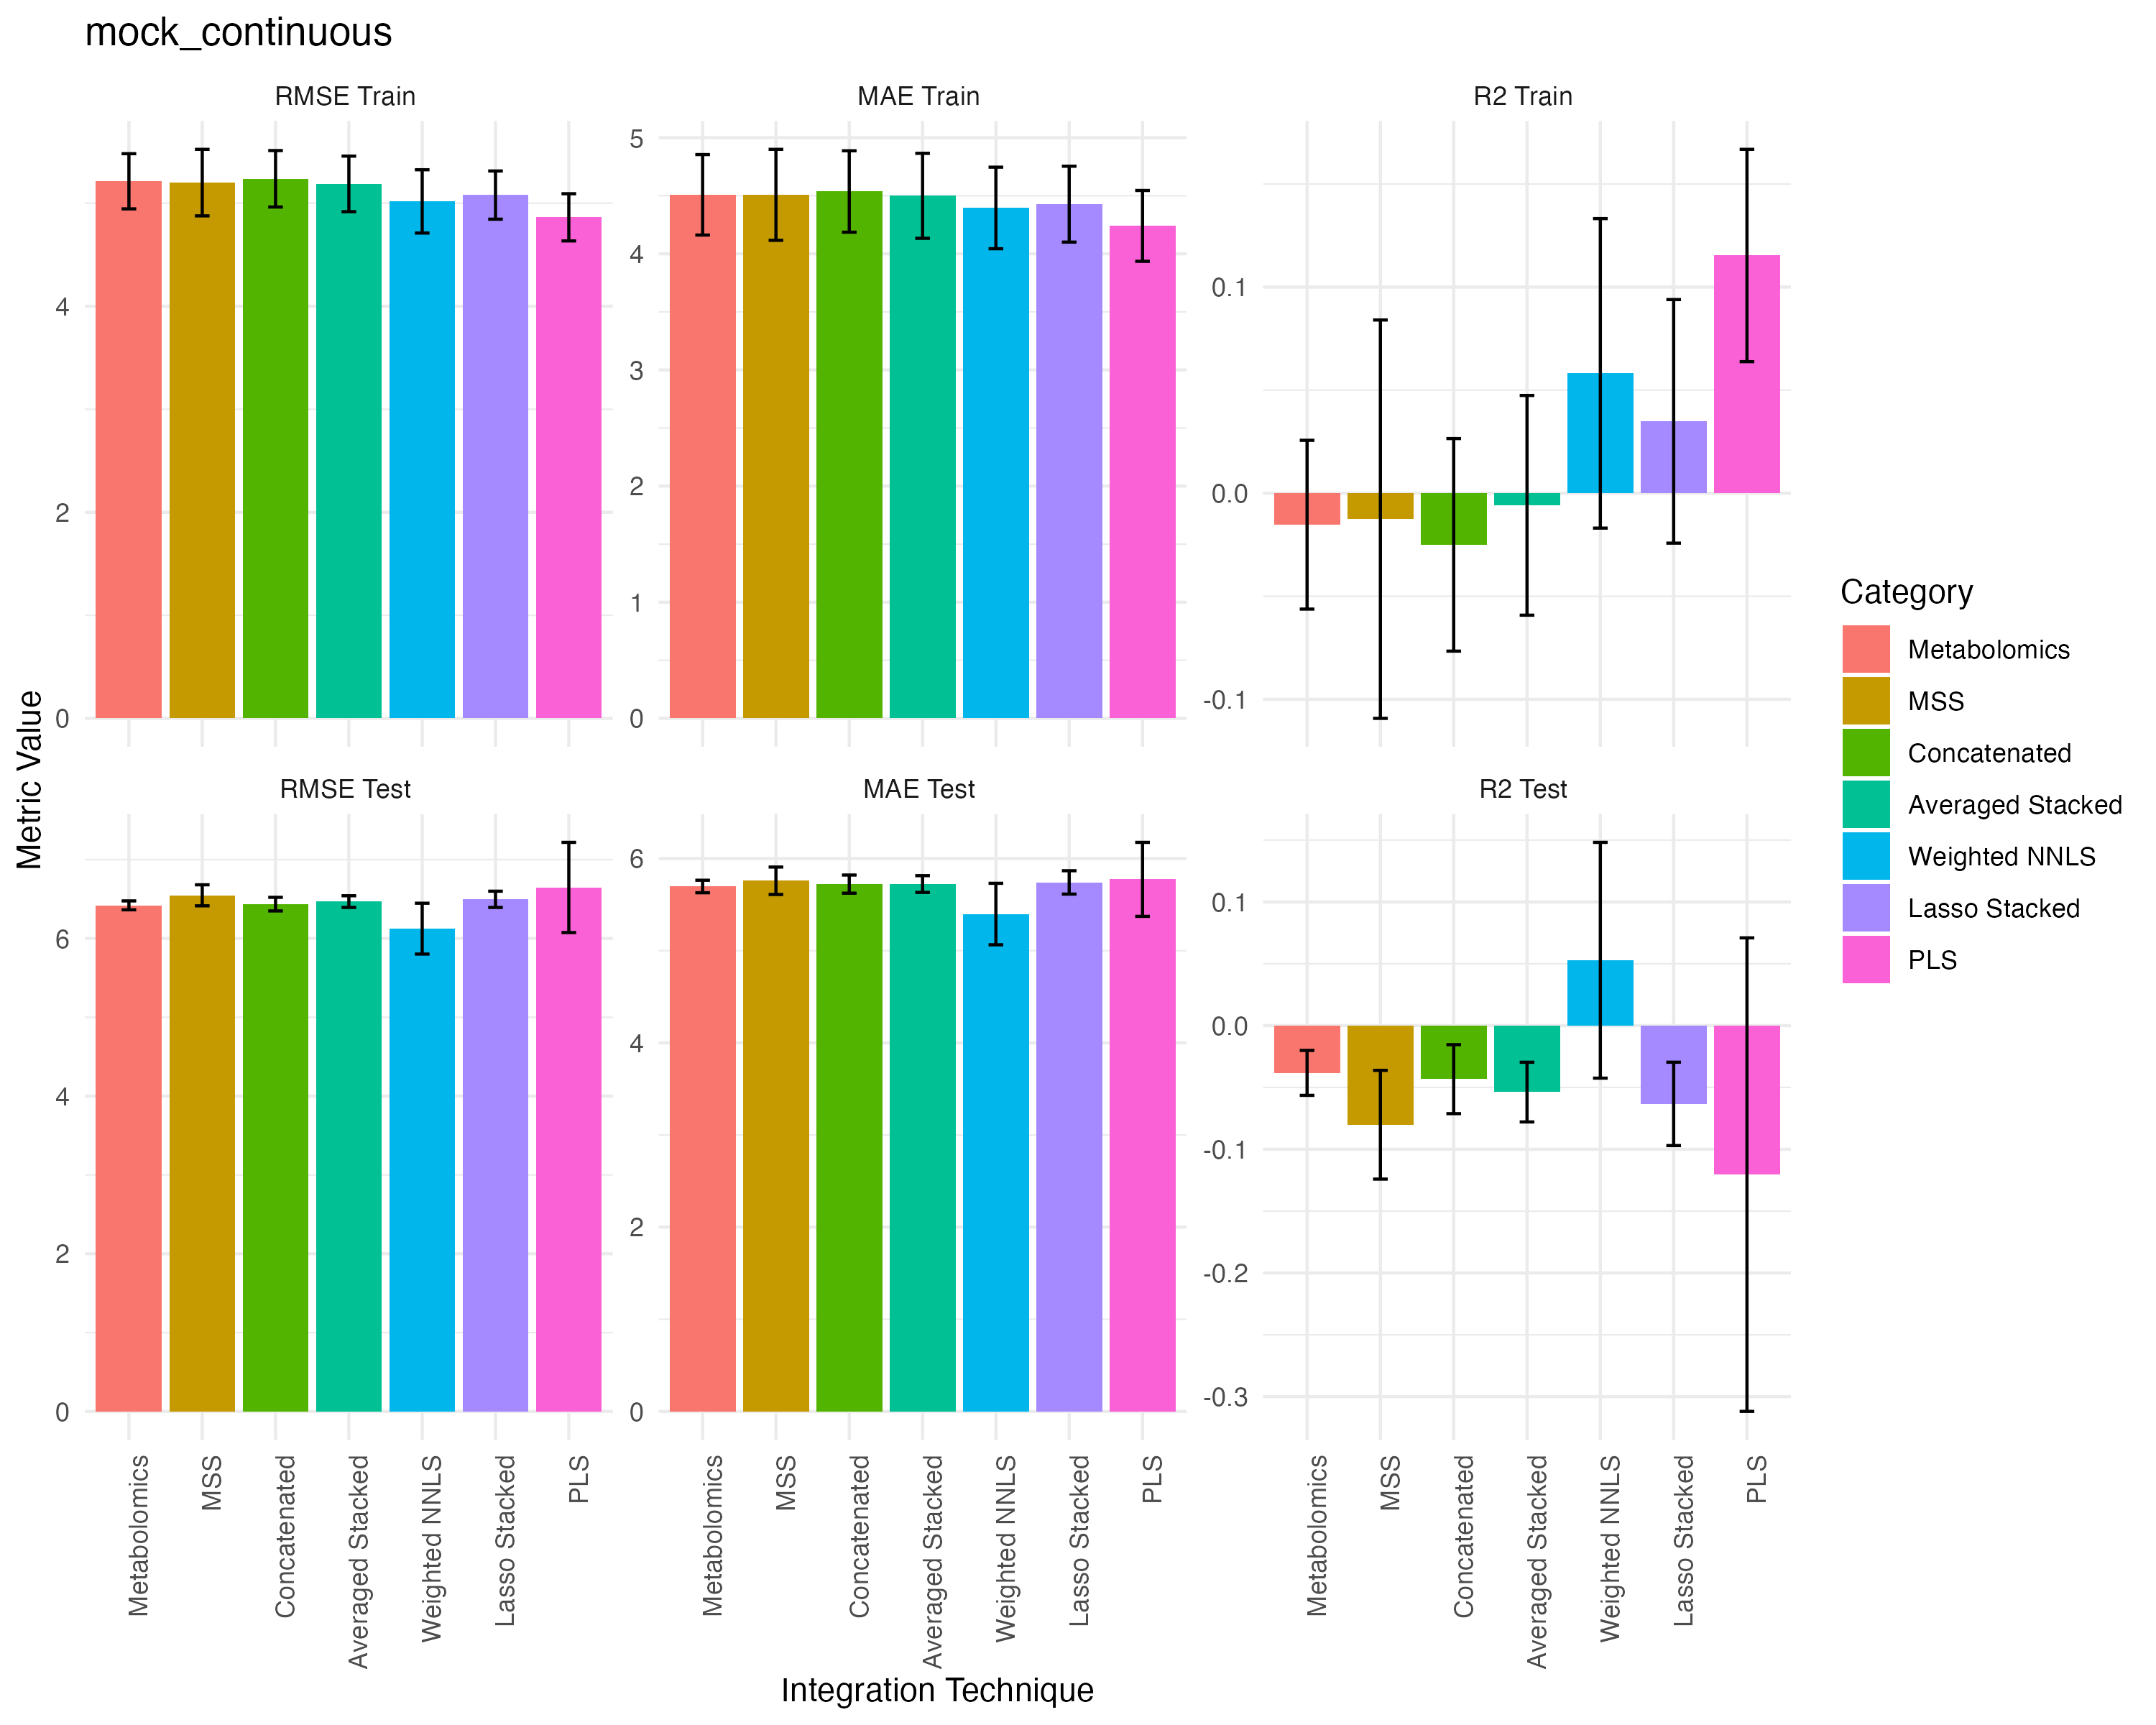 mock_continuous
RMSE Train
MAE Train
R2 Train
4
2
0
5
4
3
2
1
0
0.1
0.0
-0.1
Metric Value
RMSE Test
MAE Test
R2 Test
6
4
2
0
6
4
2
0
0.1
0.0
-0.1
-0.2
-0.3
Metabolomics
MSS
Concatenated
Averaged Stacked
Weighted NNLS
Lasso Stacked
PLS
Metabolomics
MSS
Concatenated
Averaged Stacked
Weighted NNLS
Lasso Stacked
PLS
Metabolomics
MSS
Concatenated
Averaged Stacked
Weighted NNLS
Lasso Stacked
PLS
Integration Technique
Category
Metabolomics
MSS
Concatenated
Averaged Stacked
Weighted NNLS
Lasso Stacked
PLS